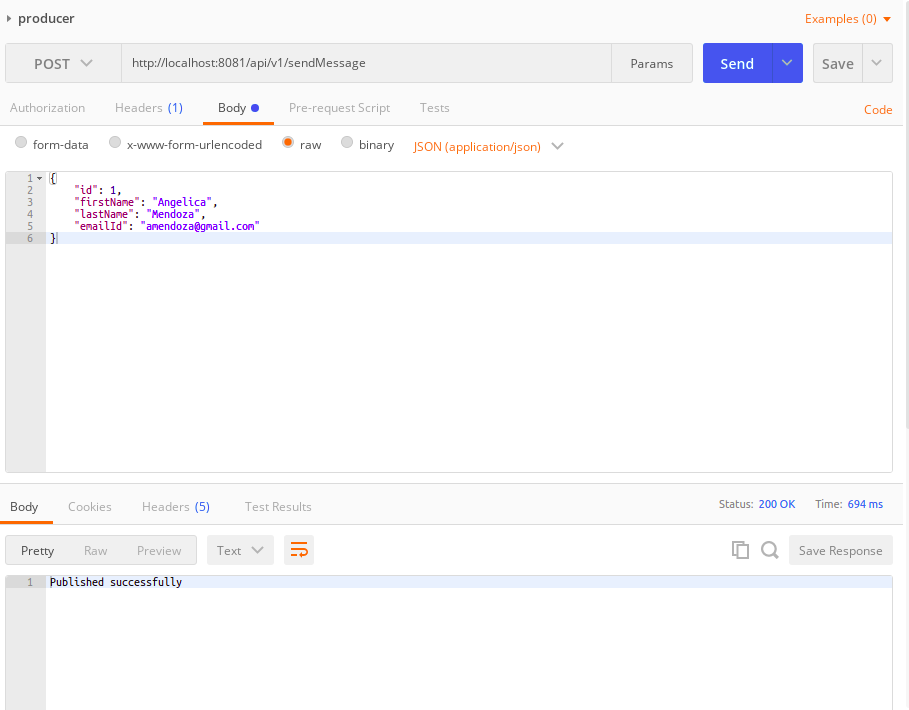 producer
Examples (0)
POST http://localhost:8081/api/v1/sendMessage Params Send Save
Authorization Headers (1) Body Pre-request Script Tests Code
form-data x-www-form-urlencoded raw binary JSON (application/json)
1 {
2 "id": 1,
3 "firstName": "Angelica",
4 "lastName": "Mendoza",
5 "emailId": "amendoza@gmail.com"
6 }
Body Cookies Headers (5) Test Results Status: 200 OK Time: 694 ms
Pretty Raw Preview Text Save Response
1 Published successfully